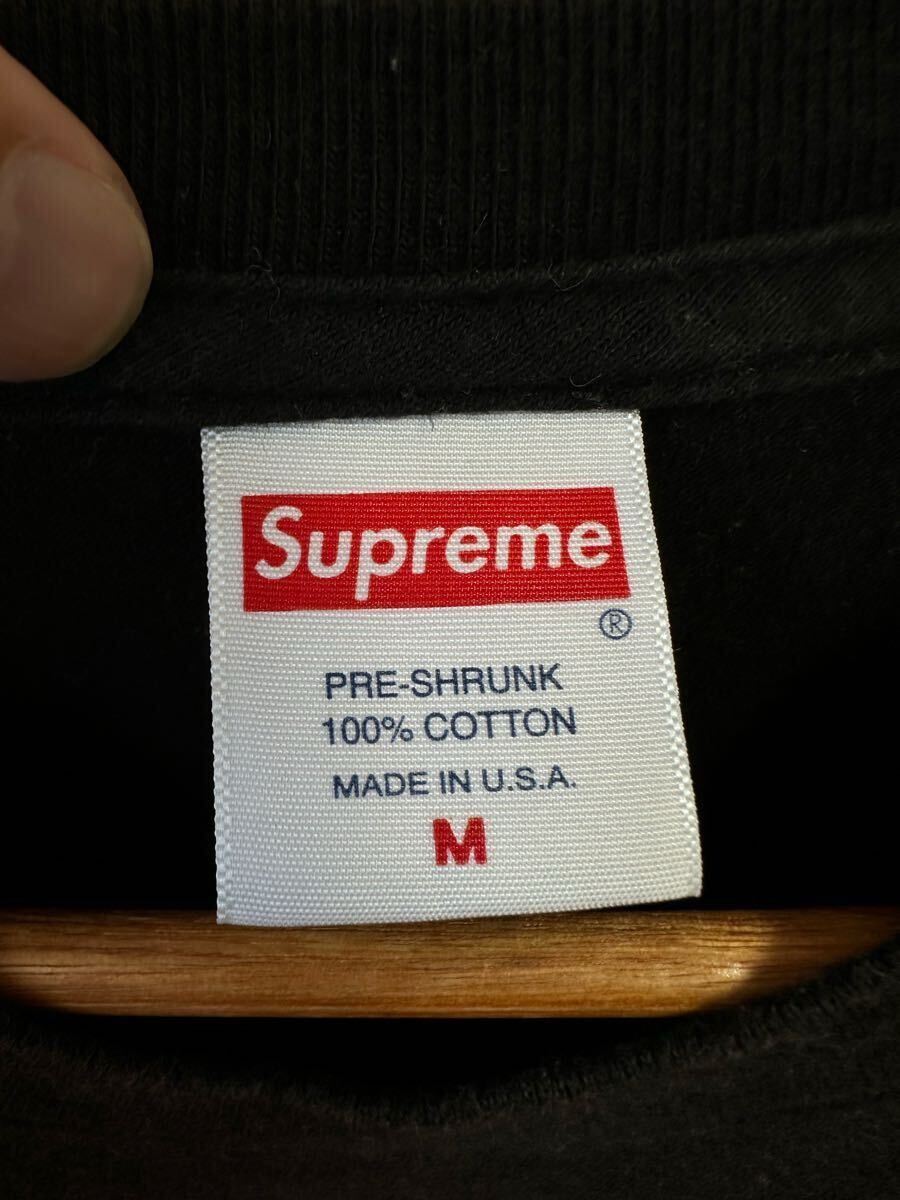 Supreme
®
PRE-SHRUNK
100% COTTON
MADE IN U.S.A.
M